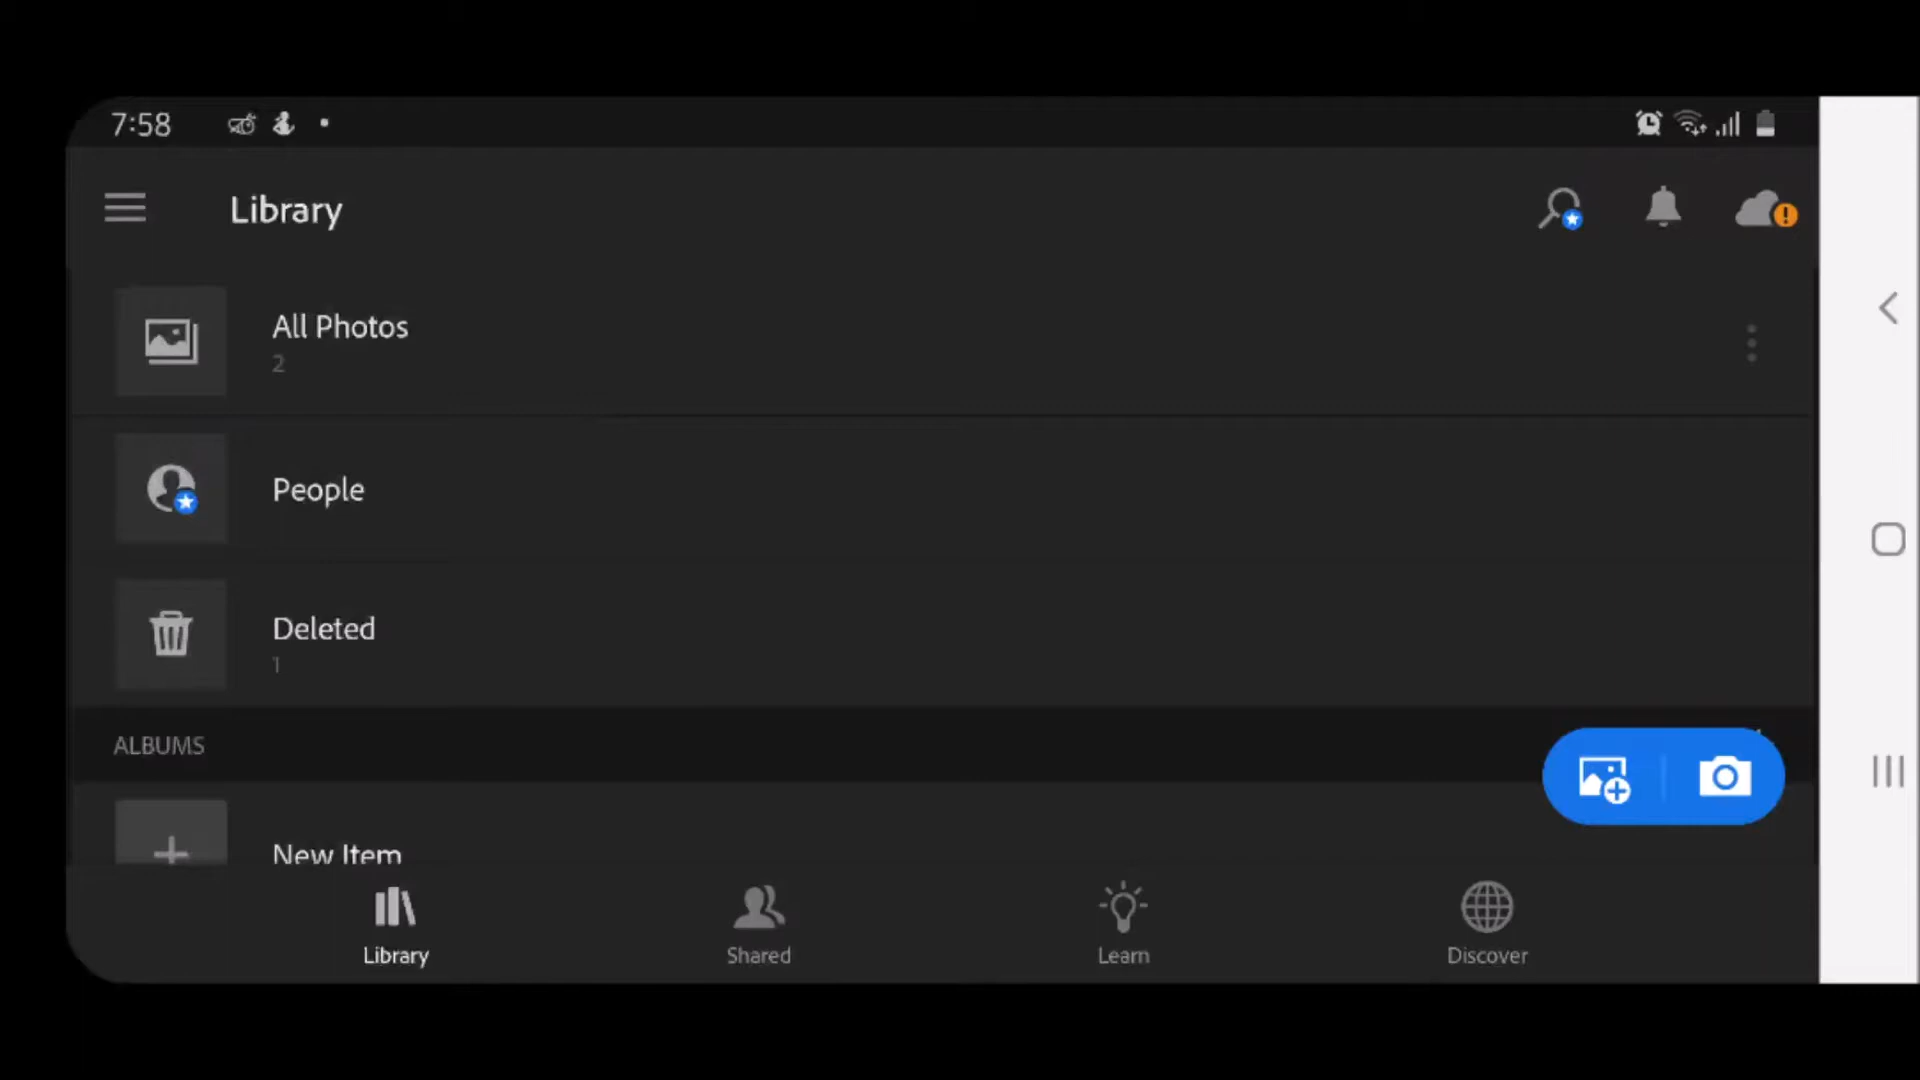 7:58
Library
All Photos
2
People
Deleted
1
ALBUMS
New Item
Library
Shared
Learn
Discover